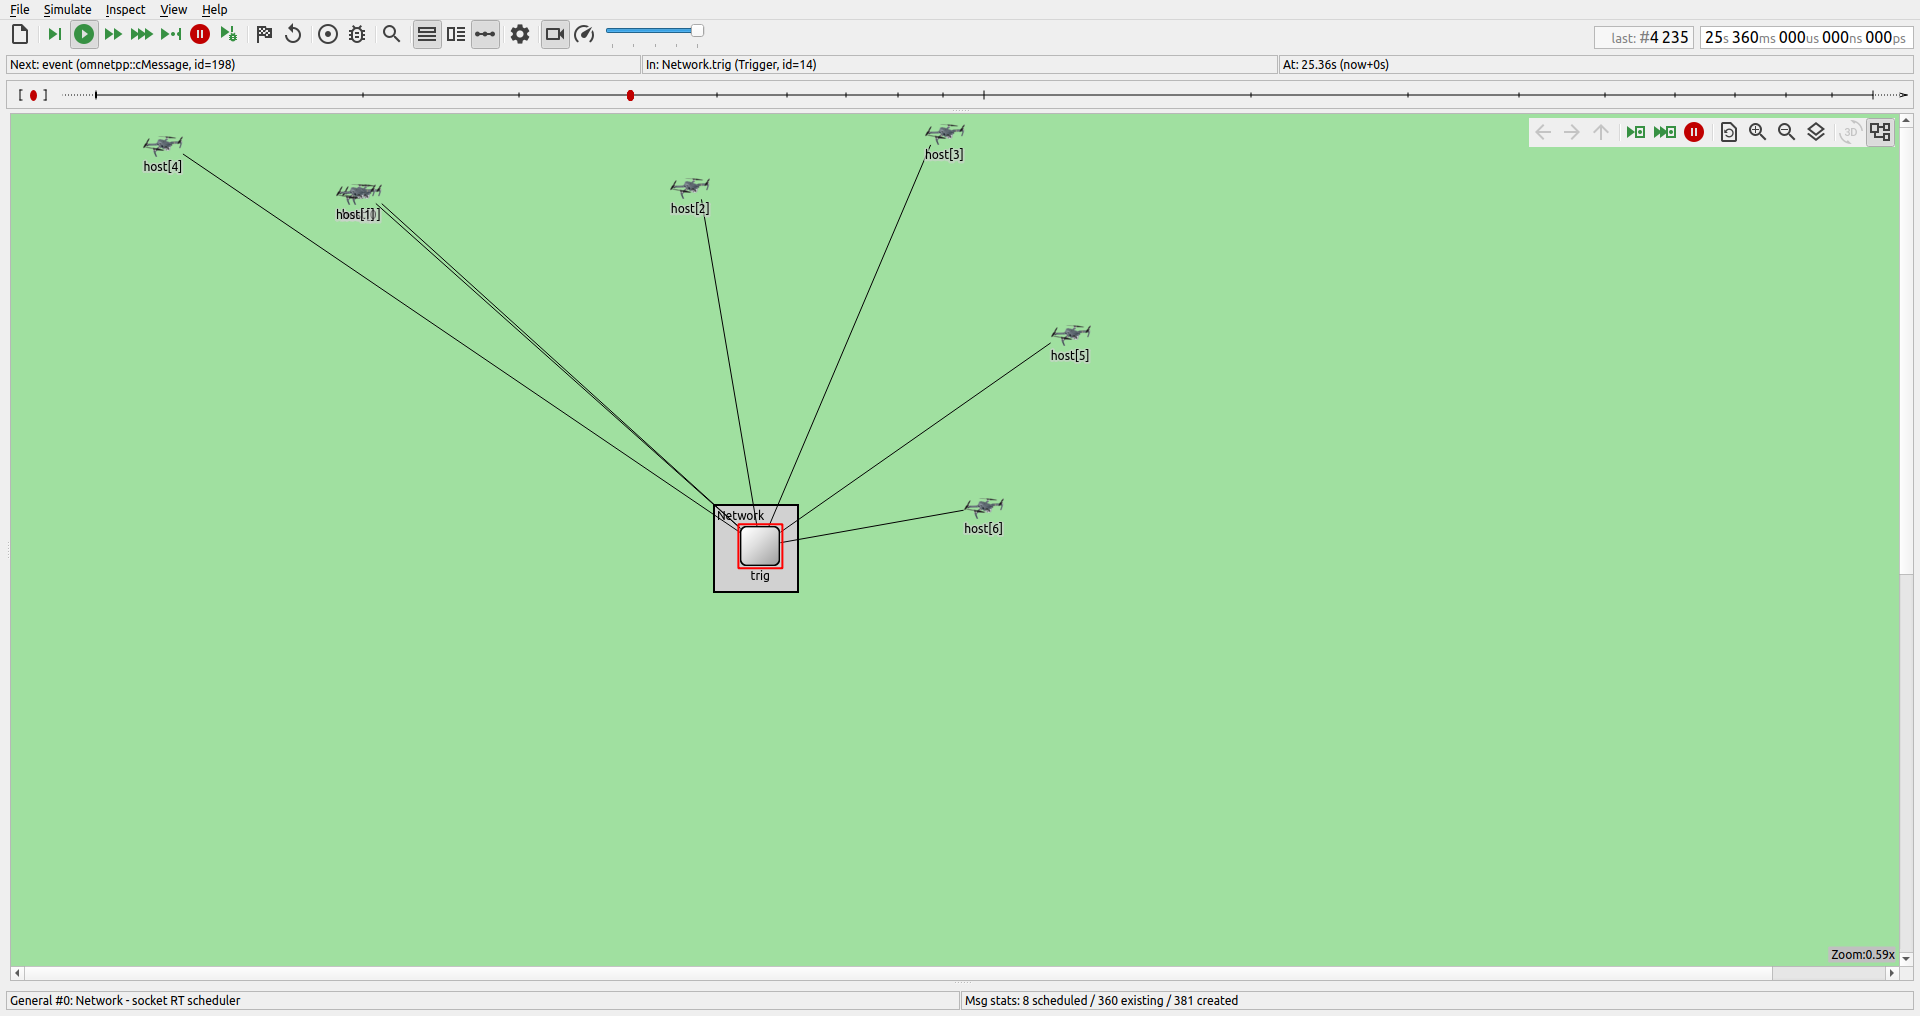 File Simulate Inspect View Help
last: #4 235
25s 360ms 000us 000ns 000ps
Next: event (omnetpp::cMessage, id=198)
In: Network.trig (Trigger, id=14)
At: 25.36s (now+0s)
[ ]
3D
host[4]
host[3]
host[1]
host[2]
host[5]
host[6]
Network
trig
Zoom:0.59x
General #0: Network - socket RT scheduler
Msg stats: 8 scheduled / 360 existing / 381 created